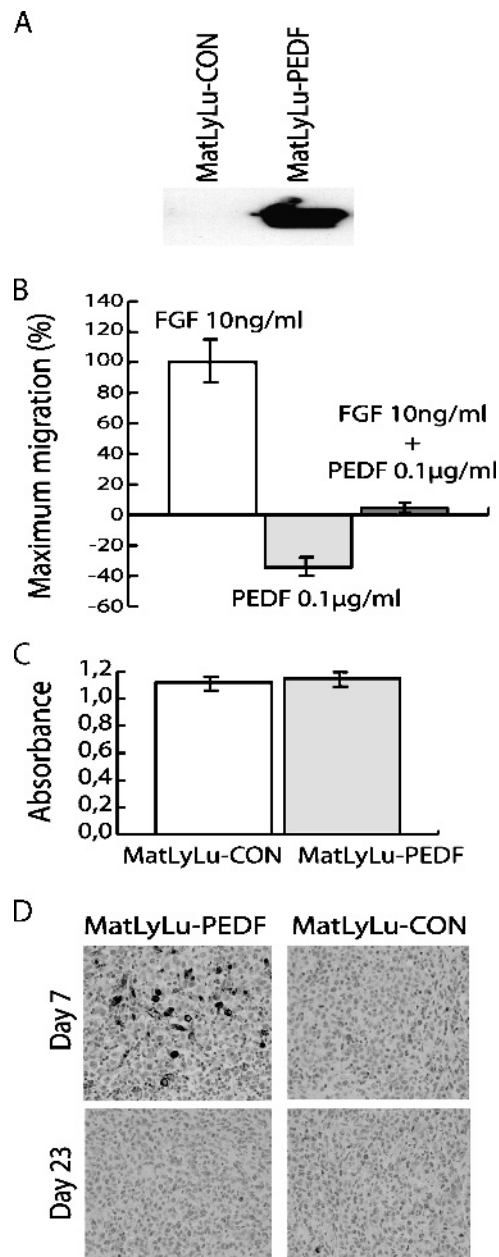 A
MatLyLu-CON
MatLyLu-PEDF
B
Maximum migration (%)
140
120
100
80
60
40
20
0
-20
-40
-60
FGF 10ng/ml
FGF 10ng/ml
+
PEDF 0.1µg/ml
PEDF 0.1µg/ml
C
Absorbance
1,2
1,0
0,8
0,6
0,4
0,2
0,0
MatLyLu-CON
MatLyLu-PEDF
D
MatLyLu-PEDF
MatLyLu-CON
Day 7
Day 23